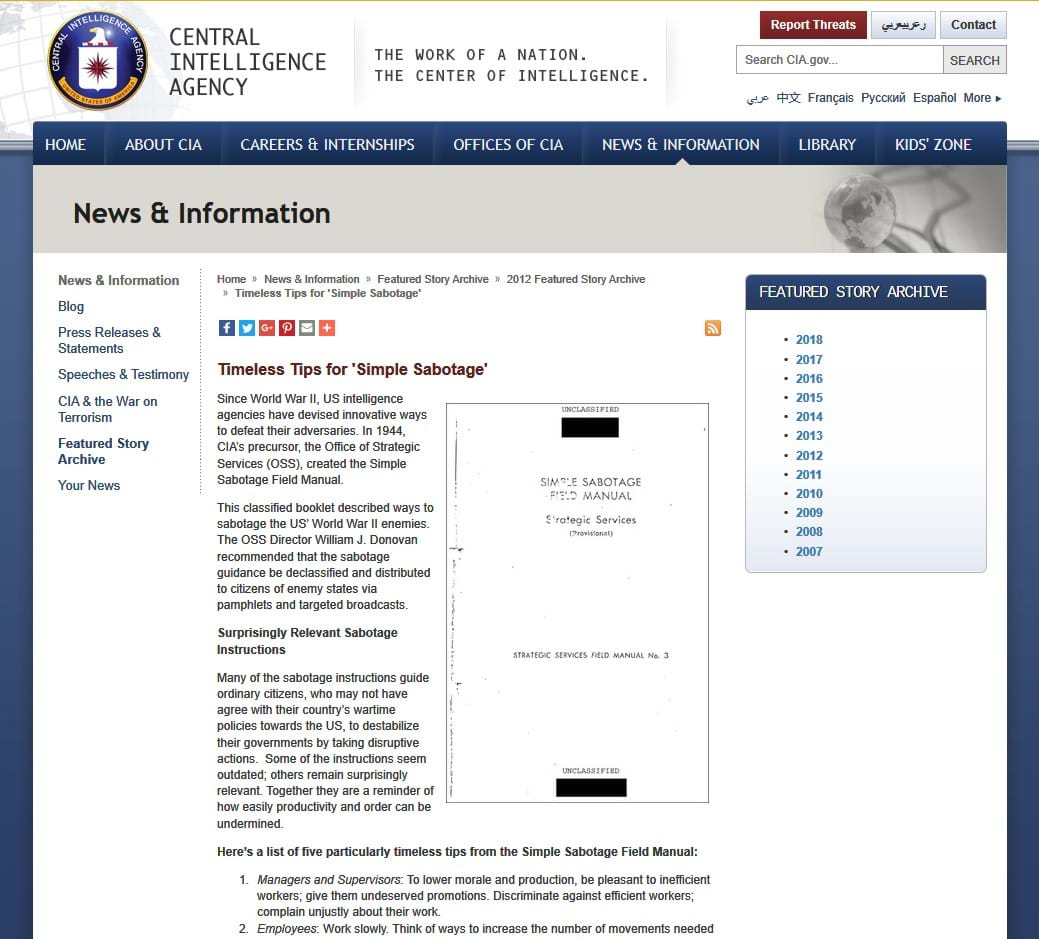 CENTRAL INTELLIGENCE AGENCY
UNITED STATES OF AMERICA
CENTRAL
INTELLIGENCE
AGENCY
THE WORK OF A NATION.
THE CENTER OF INTELLIGENCE.
Report Threats
Contact
Search CIA.gov...
SEARCH
عربي 中文 Français Русский Español More ▸
HOME
ABOUT CIA
CAREERS & INTERNSHIPS
OFFICES OF CIA
NEWS & INFORMATION
LIBRARY
KIDS' ZONE
News & Information
News & Information
Blog
Press Releases &
Statements
Speeches & Testimony
CIA & the War on
Terrorism
Featured Story
Archive
Your News
Home » News & Information » Featured Story Archive » 2012 Featured Story Archive
» Timeless Tips for 'Simple Sabotage'
Timeless Tips for 'Simple Sabotage'
Since World War II, US intelligence
agencies have devised innovative ways
to defeat their adversaries. In 1944,
CIA's precursor, the Office of Strategic
Services (OSS), created the Simple
Sabotage Field Manual.
This classified booklet described ways to
sabotage the US' World War II enemies.
The OSS Director William J. Donovan
recommended that the sabotage
guidance be declassified and distributed
to citizens of enemy states via
pamphlets and targeted broadcasts.
Surprisingly Relevant Sabotage
Instructions
Many of the sabotage instructions guide
ordinary citizens, who may not have
agree with their country's wartime
policies towards the US, to destabilize
their governments by taking disruptive
actions.  Some of the instructions seem
outdated; others remain surprisingly
relevant. Together they are a reminder of
how easily productivity and order can be
undermined.
UNCLASSIFIED
SIMPLE SABOTAGE
FIELD MANUAL
Strategic Services
(Provisional)
STRATEGIC SERVICES FIELD MANUAL No. 3
UNCLASSIFIED
Here's a list of five particularly timeless tips from the Simple Sabotage Field Manual:
1. Managers and Supervisors: To lower morale and production, be pleasant to inefficient
workers; give them undeserved promotions. Discriminate against efficient workers;
complain unjustly about their work.
2. Employees: Work slowly. Think of ways to increase the number of movements needed
FEATURED STORY ARCHIVE
• 2018
• 2017
• 2016
• 2015
• 2014
• 2013
• 2012
• 2011
• 2010
• 2009
• 2008
• 2007